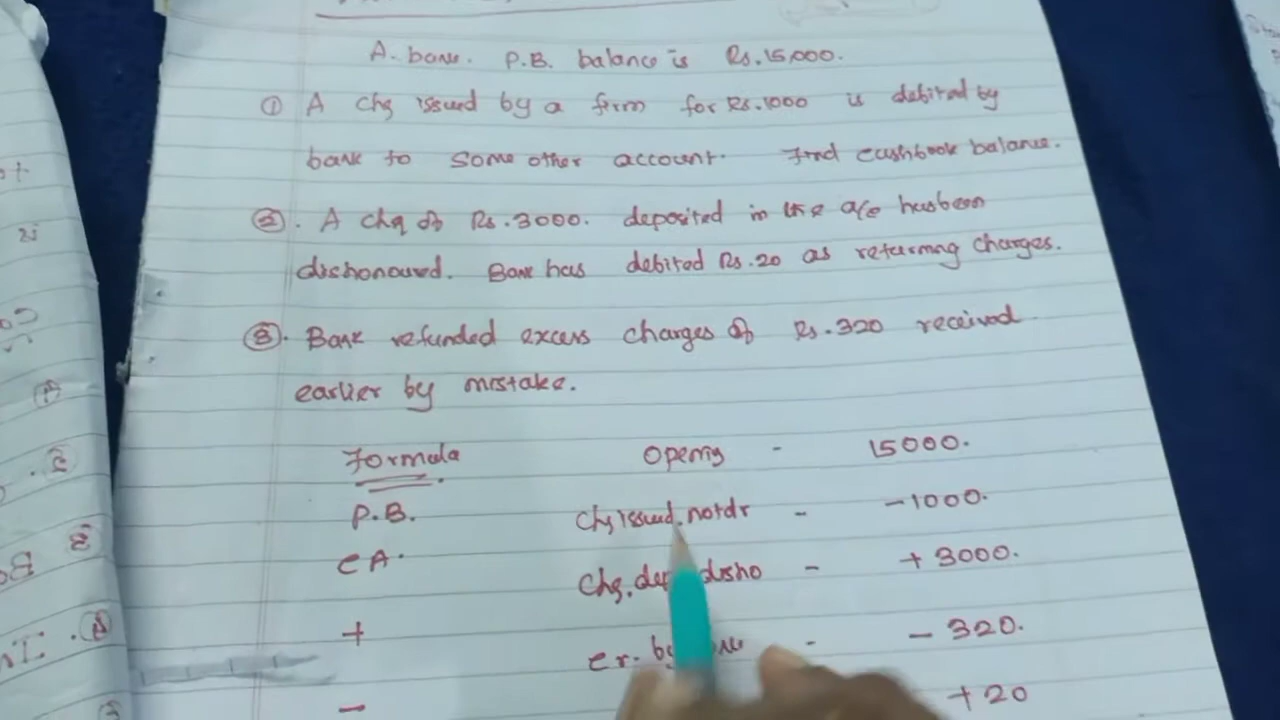 A. bank. P.B. balance is Rs.15,000.
① A chq issued by a firm for Rs.1000 is debited by
bank to some other account. Find cashbook balance.
②. A chq of Rs.3000. deposited in the a/c has been
dishonoured. Bank has debited Rs.20 as returning charges.
③. Bank refunded excess charges of Rs.320 received
earlier by mistake.
Formula Opening - 15000.
P.B. Chq issued. not dr - -1000.
CA. Chq. disho - + 3000.
+ cr. - - 320.
- +20